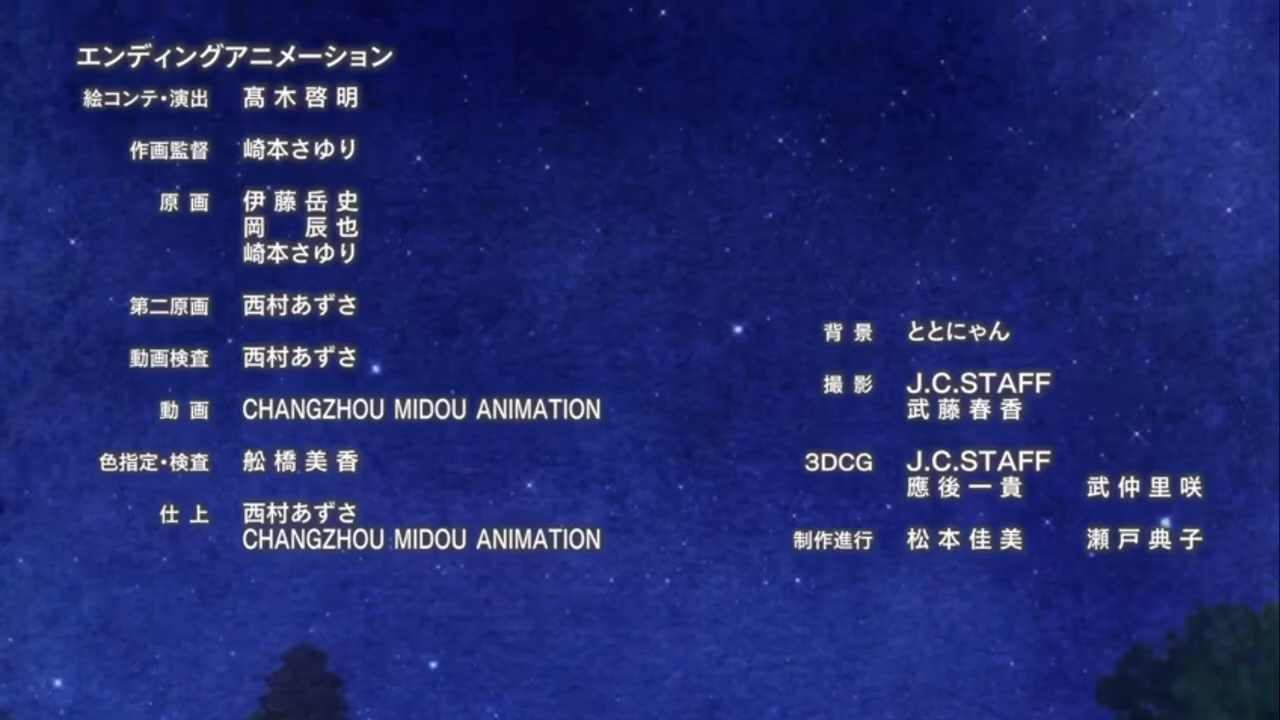 エンディングアニメーション
絵コンテ・演出 髙木啓明
作画監督 崎本さゆり
原画 伊藤岳史
岡 辰也
崎本さゆり
第二原画 西村あずさ
動画検査 西村あずさ
動画 CHANGZHOU MIDOU ANIMATION
色指定・検査 舩橋美香
仕上 西村あずさ
CHANGZHOU MIDOU ANIMATION
背景 ととにゃん
撮影 J.C.STAFF
武藤春香
3DCG J.C.STAFF
應後一貴 武仲里咲
制作進行 松本佳美 瀬戸典子